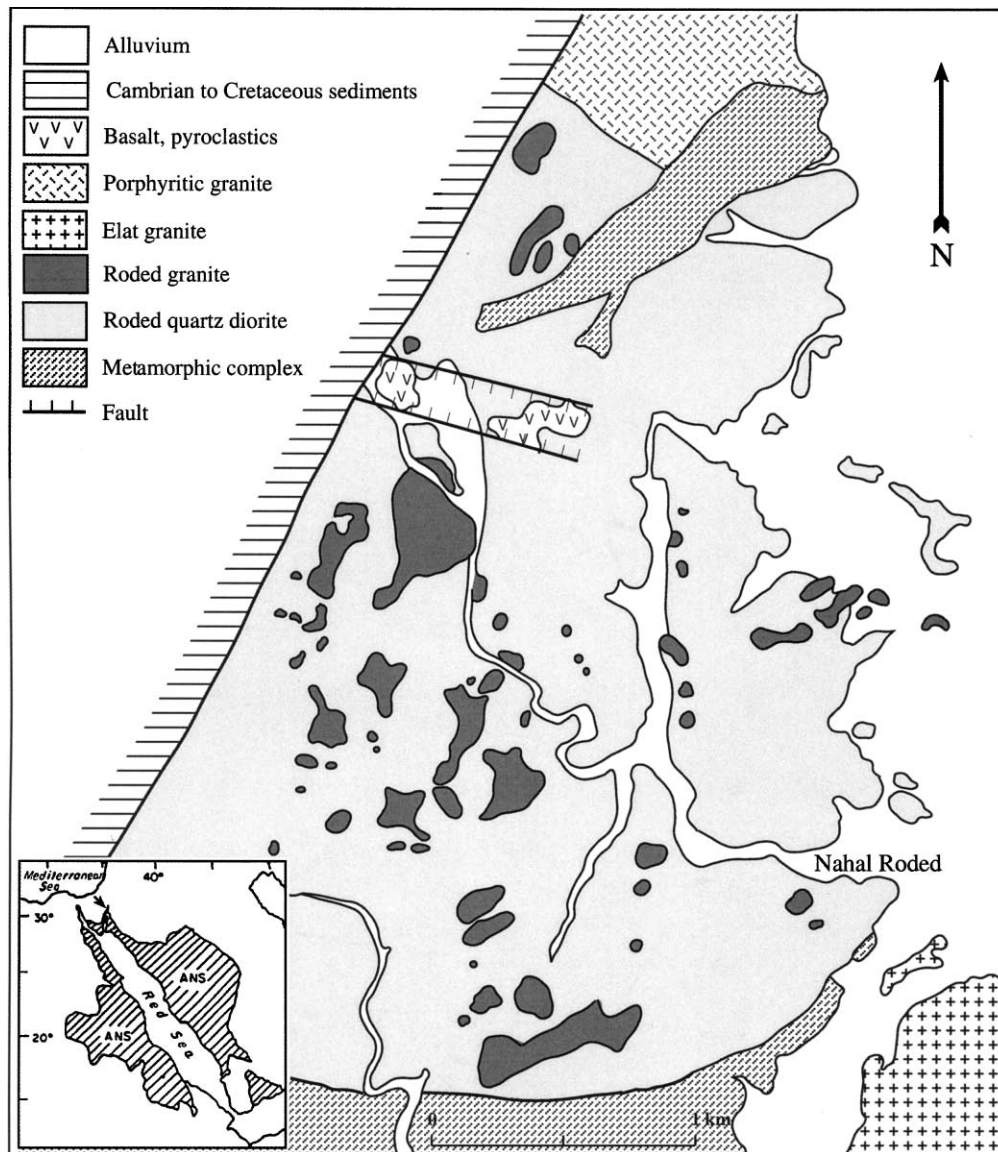 Alluvium
Cambrian to Cretaceous sediments
Basalt, pyroclastics
Porphyritic granite
Elat granite
Roded granite
Roded quartz diorite
Metamorphic complex
Fault
N
Nahal Roded
0 1 km
Mediterranean
Sea
40°
30°
20°
ANS
ANS
Red Sea